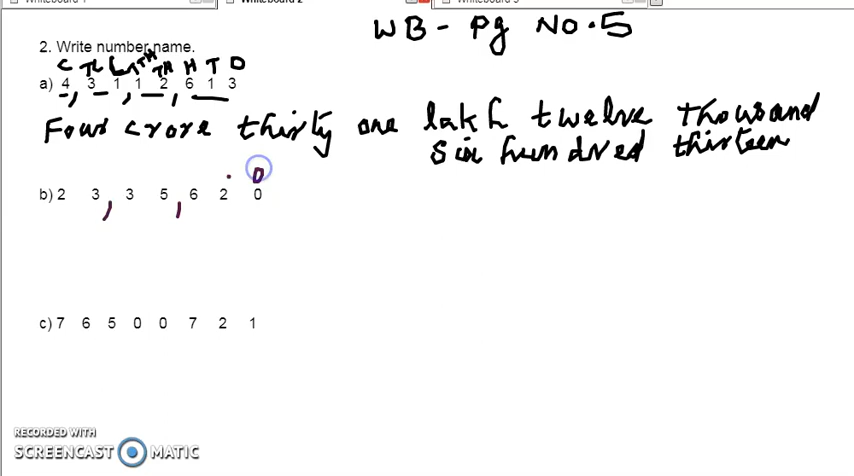 WB - Pg NO.5
2. Write number name.
C TL L TTH TH H T O
a) 4, 3 1, 1 2, 6 1 3
Four crore thirty one lakh twelve thousand
six hundred thirteen
O
b) 2 3, 3 5, 6 2 0
c) 7 6 5 0 0 7 2 1
RECORDED WITH
SCREENCAST MATIC